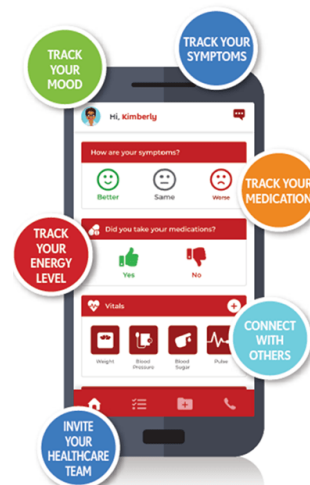 TRACK
YOUR
MOOD
TRACK YOUR
SYMPTOMS
Hi, Kimberly
How are your symptoms?
Better
Same
Worse
TRACK YOUR
MEDICATION
Did you take your medications?
TRACK
YOUR
ENERGY
LEVEL
Yes
No
Vitals
CONNECT
WITH
OTHERS
Weight
Blood
Pressure
Blood
Sugar
Pulse
INVITE
YOUR
HEALTHCARE
TEAM